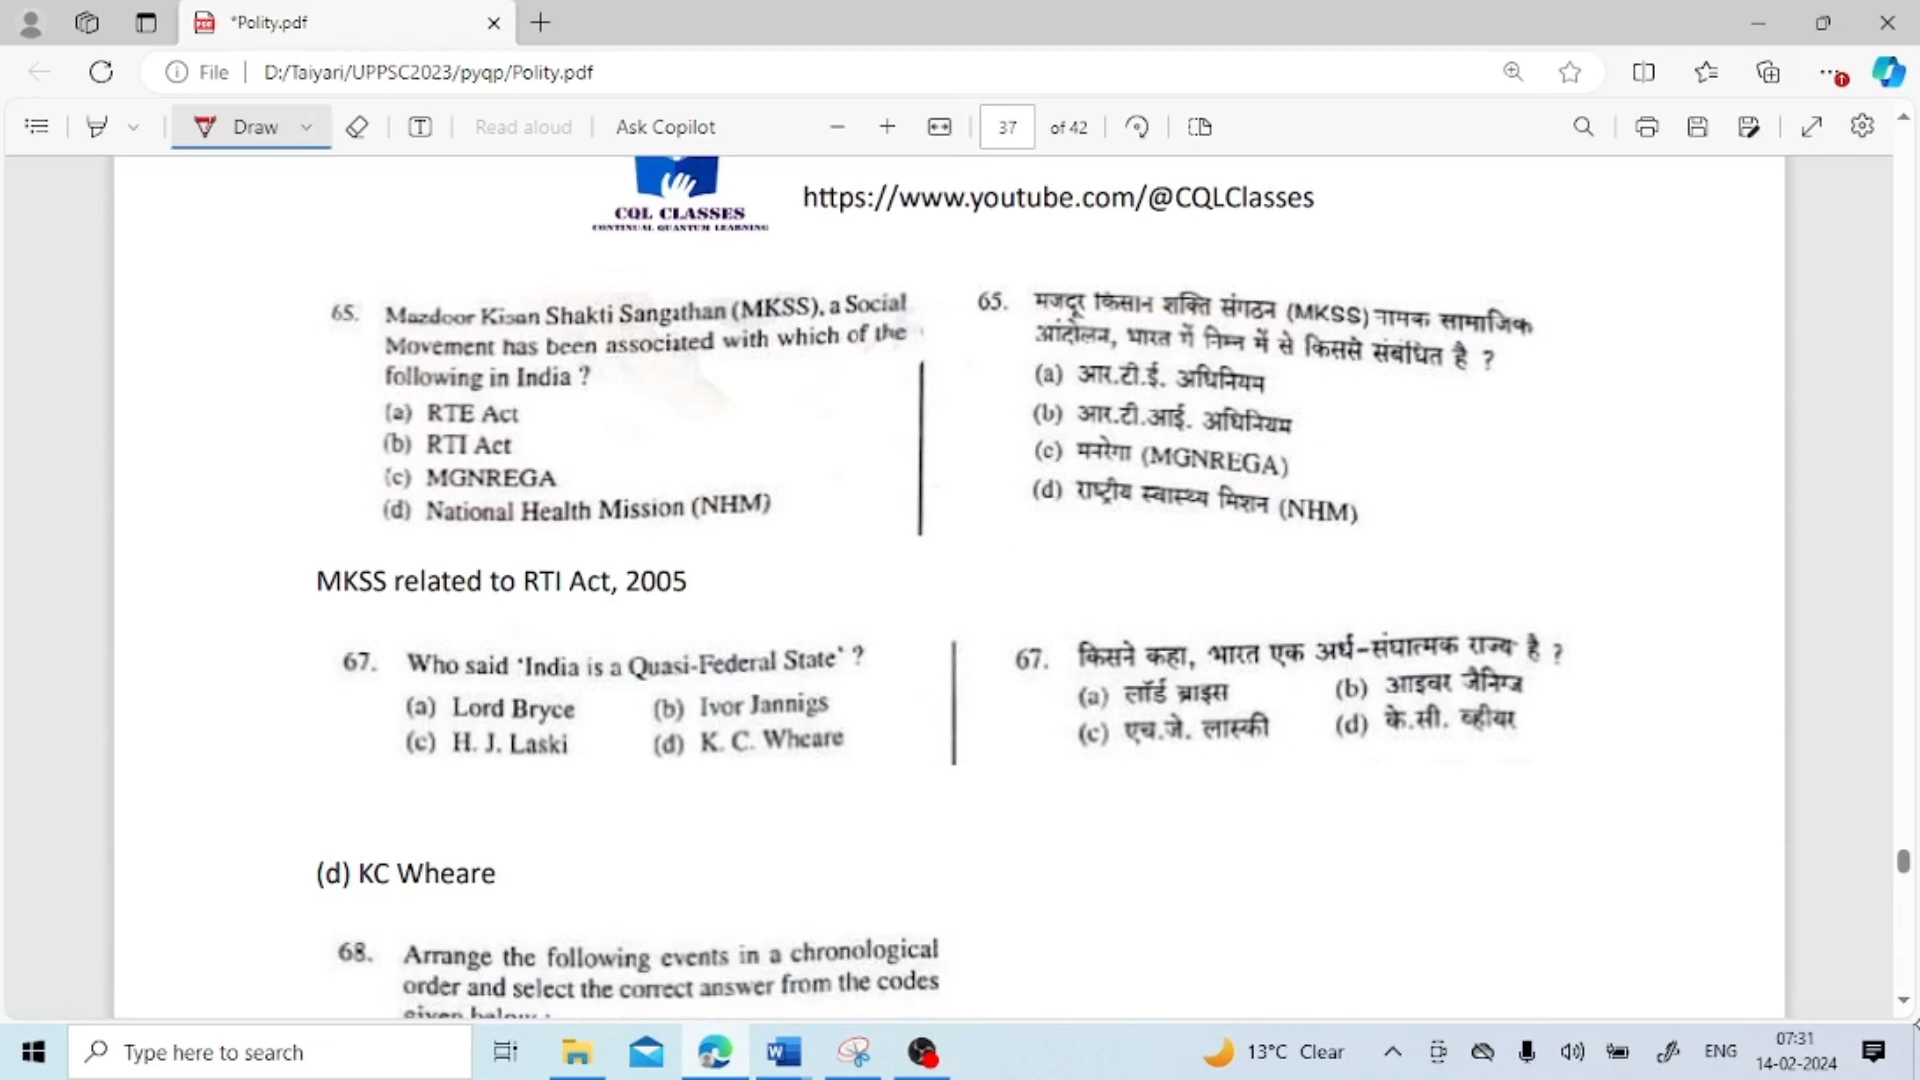 *Polity.pdf
File
D:/Taiyari/UPPSC2023/pyqp/Polity.pdf
Draw
Read aloud
Ask Copilot
37
of 42
CQL CLASSES
CONTINUAL QUANTUM LEARNING
https://www.youtube.com/@CQLClasses
65. Mazdoor Kisan Shakti Sangathan (MKSS), a Social
Movement has been associated with which of the
following in India ?
(a) RTE Act
(b) RTI Act
(c) MGNREGA
(d) National Health Mission (NHM)
65. मजदूर किसान शक्ति संगठन (MKSS) नामक सामाजिक
आंदोलन, भारत में निम्न में से किससे संबंधित है ?
(a) आर.टी.ई. अधिनियम
(b) आर.टी.आई. अधिनियम
(c) मनरेगा (MGNREGA)
(d) राष्ट्रीय स्वास्थ्य मिशन (NHM)
MKSS related to RTI Act, 2005
67. Who said 'India is a Quasi-Federal State' ?
(a) Lord Bryce (b) Ivor Jannigs
(c) H. J. Laski (d) K. C. Wheare
67. किसने कहा, भारत एक अर्ध-संघात्मक राज्य है ?
(a) लॉर्ड ब्राइस (b) आइवर जैनिग्ज
(c) एच.जे. लास्की (d) के.सी. व्हीयर
(d) KC Wheare
68. Arrange the following events in a chronological
order and select the correct answer from the codes
given below :
Type here to search
13°C Clear
ENG
07:31
14-02-2024